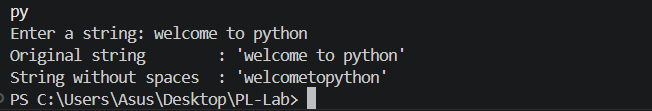 py
Enter a string: welcome to python
Original string        : 'welcome to python'
String without spaces  : 'welcometopython'
PS C:\Users\Asus\Desktop\PL-Lab>